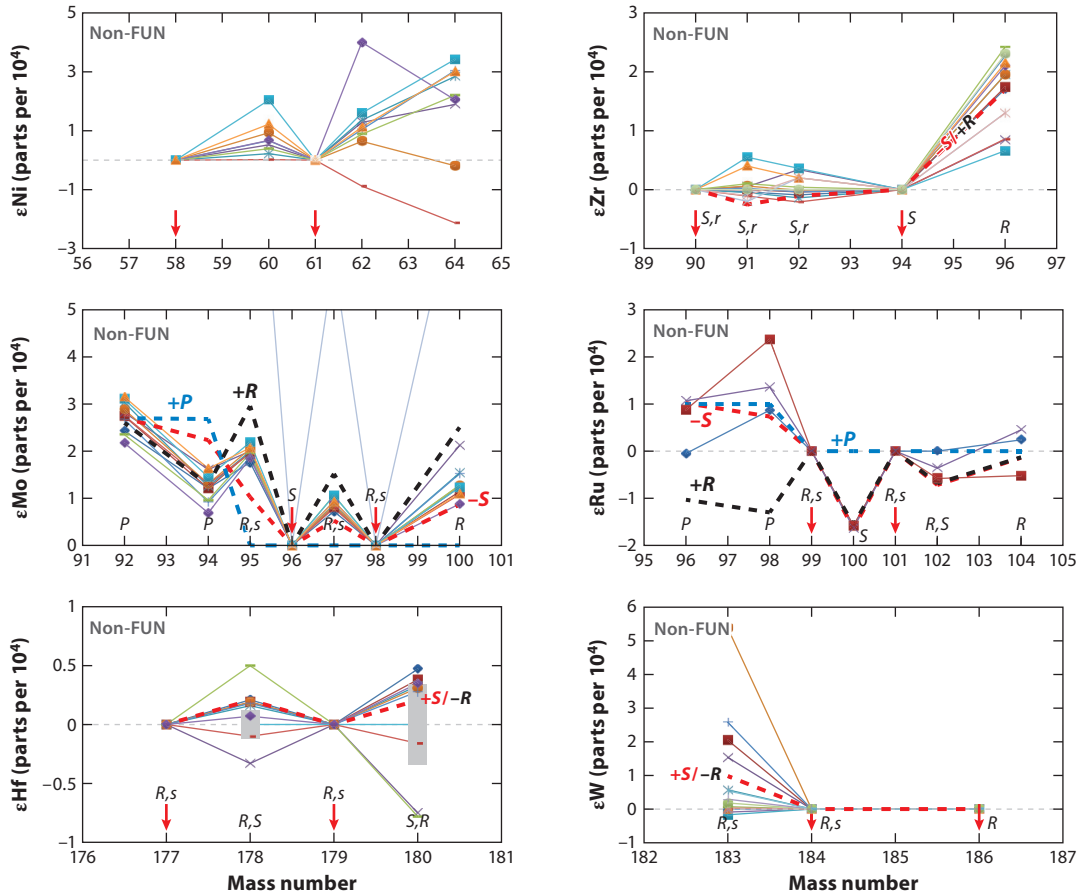 Non-FUN
εNi (parts per 10⁴)
5
3
1
−1
−3
56 57 58 59 60 61 62 63 64 65
Non-FUN
εZr (parts per 10⁴)
3
2
1
0
−1
−S/+R
S,r
S,r
S,r
S
R
89 90 91 92 93 94 95 96 97
Non-FUN
εMo (parts per 10⁴)
5
4
3
2
1
0
+P
+R
−S
P
P
R,s
S
R,s
R,s
R
91 92 93 94 95 96 97 98 99 100 101
Non-FUN
εRu (parts per 10⁴)
3
2
1
0
−1
−2
−S
+P
+R
P
P
R,s
S
R,s
R,S
R
95 96 97 98 99 100 101 102 103 104 105
Non-FUN
εHf (parts per 10⁴)
1
0.5
0
−0.5
−1
+S/−R
R,s
R,S
R,s
S,R
176 177 178 179 180 181
Mass number
Non-FUN
εW (parts per 10⁴)
6
5
4
3
2
1
0
−1
+S/−R
R,s
R,s
R
182 183 184 185 186 187
Mass number